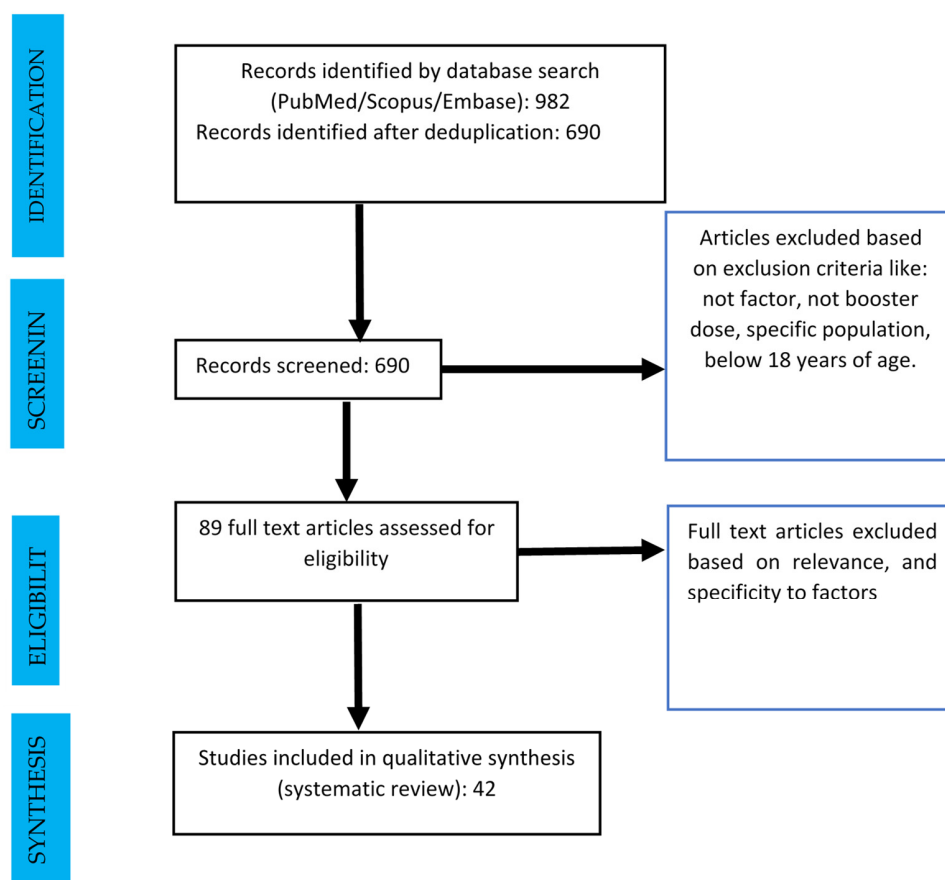 IDENTIFICATION
Records identified by database search
(PubMed/Scopus/Embase): 982
Records identified after deduplication: 690
Articles excluded based
on exclusion criteria like:
not factor, not booster
dose, specific population,
below 18 years of age.
SCREENIN
Records screened: 690
ELIGIBILIT
89 full text articles assessed for
eligibility
Full text articles excluded
based on relevance, and
specificity to factors
SYNTHESIS
Studies included in qualitative synthesis
(systematic review): 42